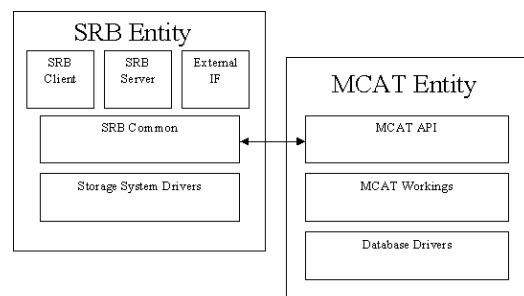 SRB Entity
SRB Client
SRB Server
External IF
SRB Common
Storage System Drivers
MCAT Entity
MCAT API
MCAT Workings
Database Drivers